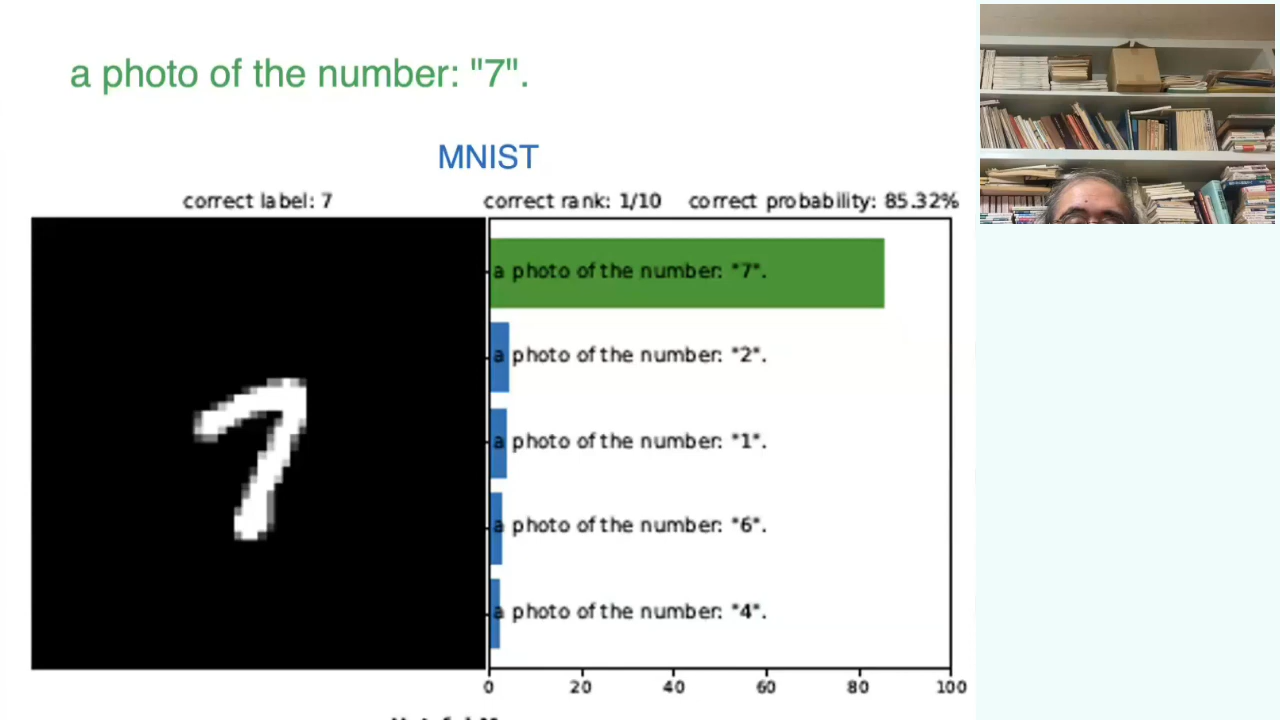 a photo of the number: "7".
MNIST
correct label: 7
correct rank: 1/10 correct probability: 85.32%
a photo of the number: "7".
a photo of the number: "2".
a photo of the number: "1".
a photo of the number: "6".
a photo of the number: "4".
7
0 20 40 60 80 100